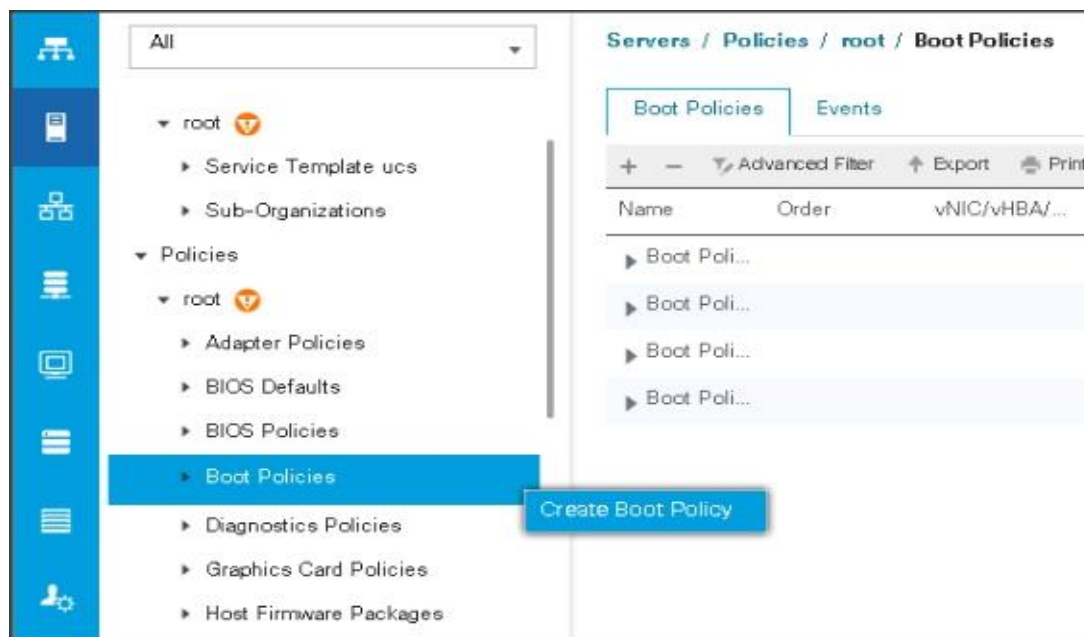 All
root
Service Template ucs
Sub-Organizations
Policies
root
Adapter Policies
BIOS Defaults
BIOS Policies
Boot Policies
Diagnostics Policies
Graphics Card Policies
Host Firmware Packages
Create Boot Policy
Servers / Policies / root / Boot Policies
Boot Policies Events
+ − Advanced Filter Export Print
Name Order vNIC/vHBA/...
Boot Poli...
Boot Poli...
Boot Poli...
Boot Poli...